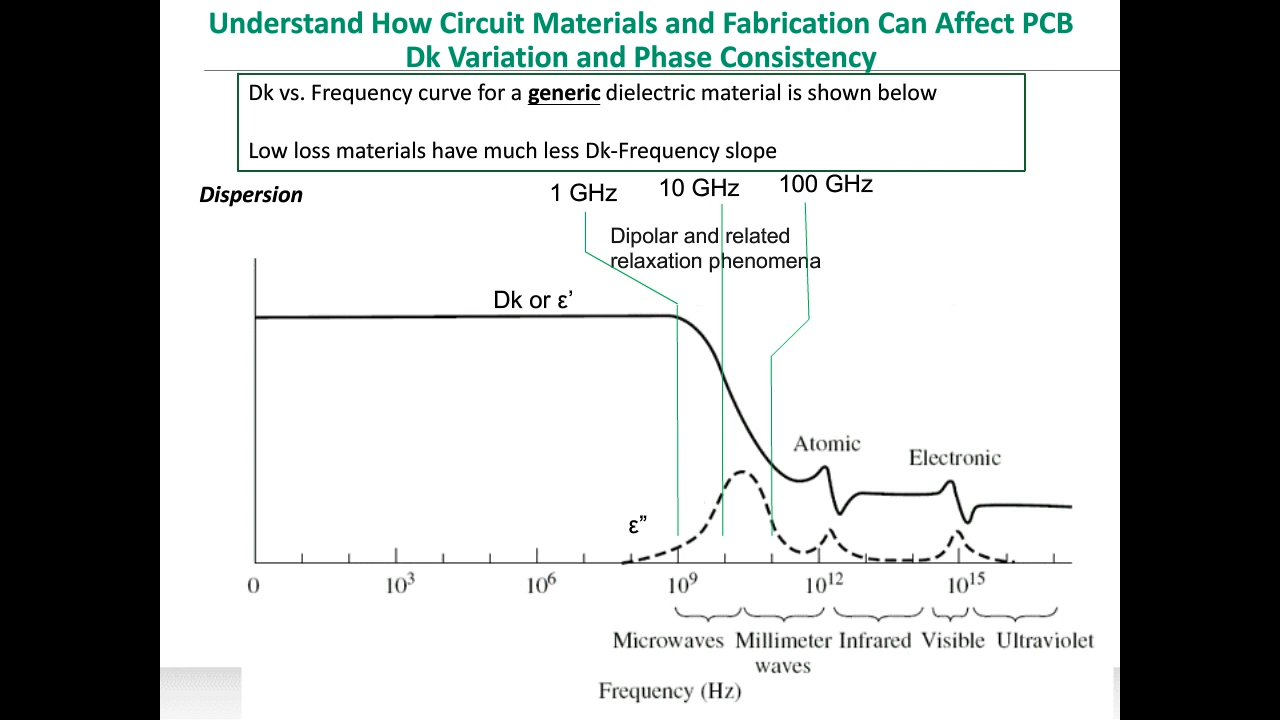 Understand How Circuit Materials and Fabrication Can Affect PCB
Dk Variation and Phase Consistency
Dk vs. Frequency curve for a generic dielectric material is shown below
Low loss materials have much less Dk-Frequency slope
Dispersion
1 GHz
10 GHz
100 GHz
Dipolar and related
relaxation phenomena
Dk or ε’
Atomic
Electronic
ε”
0
10³
10⁶
10⁹
10¹²
10¹⁵
Microwaves
Millimeter
waves
Infrared
Visible
Ultraviolet
Frequency (Hz)